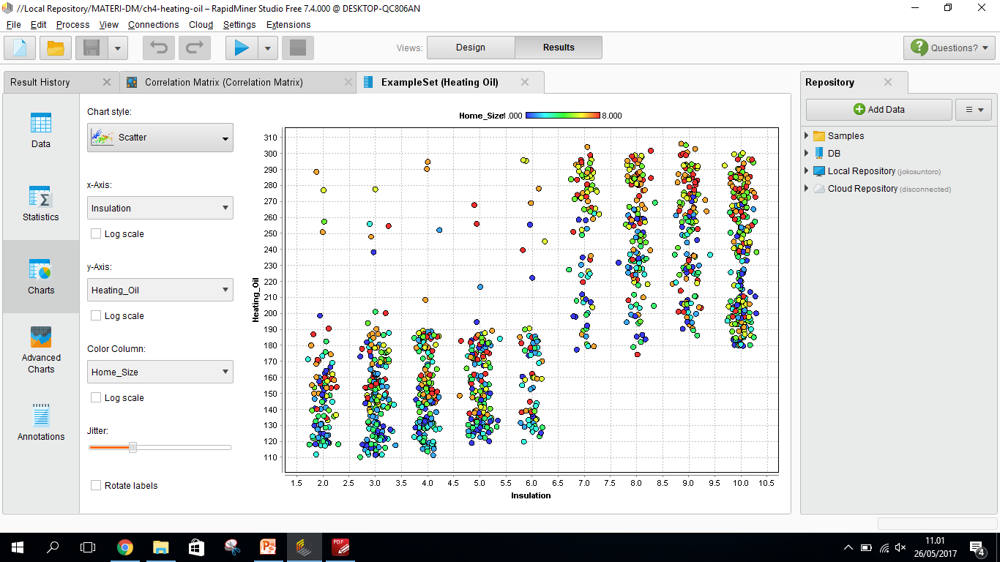 //Local Repository/MATERI-DM/ch4-heating-oil – RapidMiner Studio Free 7.4.000 @ DESKTOP-QC806AN
File Edit Process View Connections Cloud Settings Extensions
Views: Design Results Questions?
Result History Correlation Matrix (Correlation Matrix) ExampleSet (Heating Oil)
Data
Statistics
Charts
Advanced
Charts
Annotations
Chart style:
Scatter
x-Axis:
Insulation
Log scale
y-Axis:
Heating_Oil
Log scale
Color Column:
Home_Size
Log scale
Jitter:
Rotate labels
Home_Size 1.000 8.000
Heating_Oil
310
300
290
280
270
260
250
240
230
220
210
200
190
180
170
160
150
140
130
120
110
1.5 2.0 2.5 3.0 3.5 4.0 4.5 5.0 5.5 6.0 6.5 7.0 7.5 8.0 8.5 9.0 9.5 10.0 10.5
Insulation
Repository
Add Data
Samples
DB
Local Repository (jokosuntoro)
Cloud Repository (disconnected)
PDF
11.01
26/05/2017
4